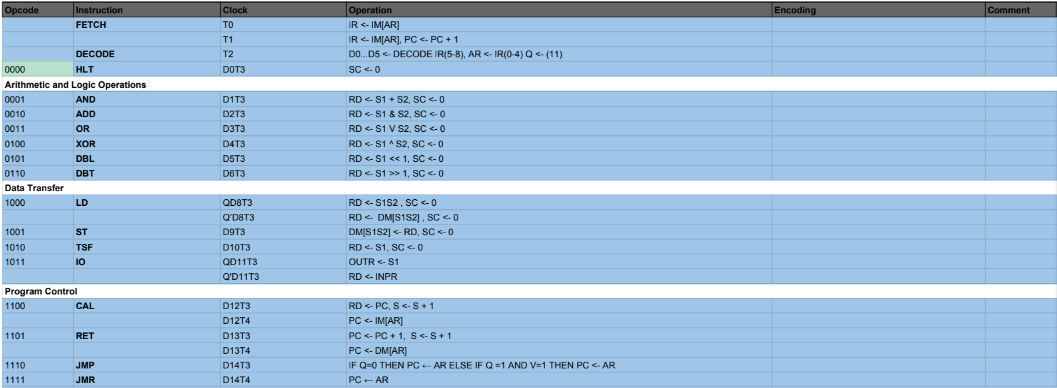 Opcode Instruction Clock Operation Encoding Comment
FETCH T0 IR <- IM[AR]
T1 IR <- IM[AR], PC <- PC + 1
DECODE T2 D0...D5 <- DECODE IR(5-8), AR <- IR(0-4) Q <- (11)
0000 HLT D0T3 SC <- 0
Arithmetic and Logic Operations
0001 AND D1T3 RD <- S1 + S2, SC <- 0
0010 ADD D2T3 RD <- S1 & S2, SC <- 0
0011 OR D3T3 RD <- S1 V S2, SC <- 0
0100 XOR D4T3 RD <- S1 ^ S2, SC <- 0
0101 DBL D5T3 RD <- S1 << 1, SC <- 0
0110 DBT D6T3 RD <- S1 >> 1, SC <- 0
Data Transfer
1000 LD QD8T3 RD <- S1S2 , SC <- 0
Q'D8T3 RD <- DM[S1S2] , SC <- 0
1001 ST D9T3 DM[S1S2] <- RD, SC <- 0
1010 TSF D10T3 RD <- S1, SC <- 0
1011 IO QD11T3 OUTR <- S1
Q'D11T3 RD <- INPR
Program Control
1100 CAL D12T3 RD <- PC, S <- S + 1
D12T4 PC <- IM[AR]
1101 RET D13T3 PC <- PC + 1, S <- S + 1
D13T4 PC <- DM[AR]
1110 JMP D14T3 IF Q=0 THEN PC ← AR ELSE IF Q =1 AND V=1 THEN PC <- AR
1111 JMR D14T4 PC ← AR